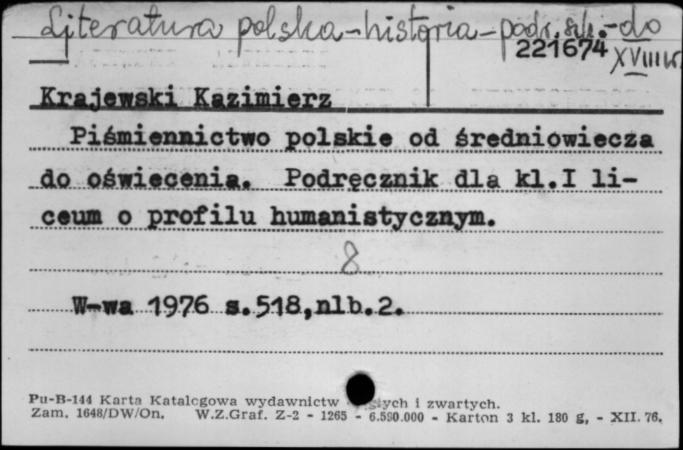 Literatura polska-historia-podr. szk.-do
221674 XVIII w.
Krajewski Kazimierz
Piśmiennictwo polskie od średniowiecza
do oświecenia. Podręcznik dla kl.I li-
ceum o profilu humanistycznym.
8
W-wa 1976 s.518,nlb.2.
Pu-B-144 Karta Katalogowa wydawnictw i zwartych.
Zam. 1648/DW/On. W.Z.Graf. Z-2 - 1265 - 6.590.000 - Karton 3 kl. 180 g, - XII. 76.